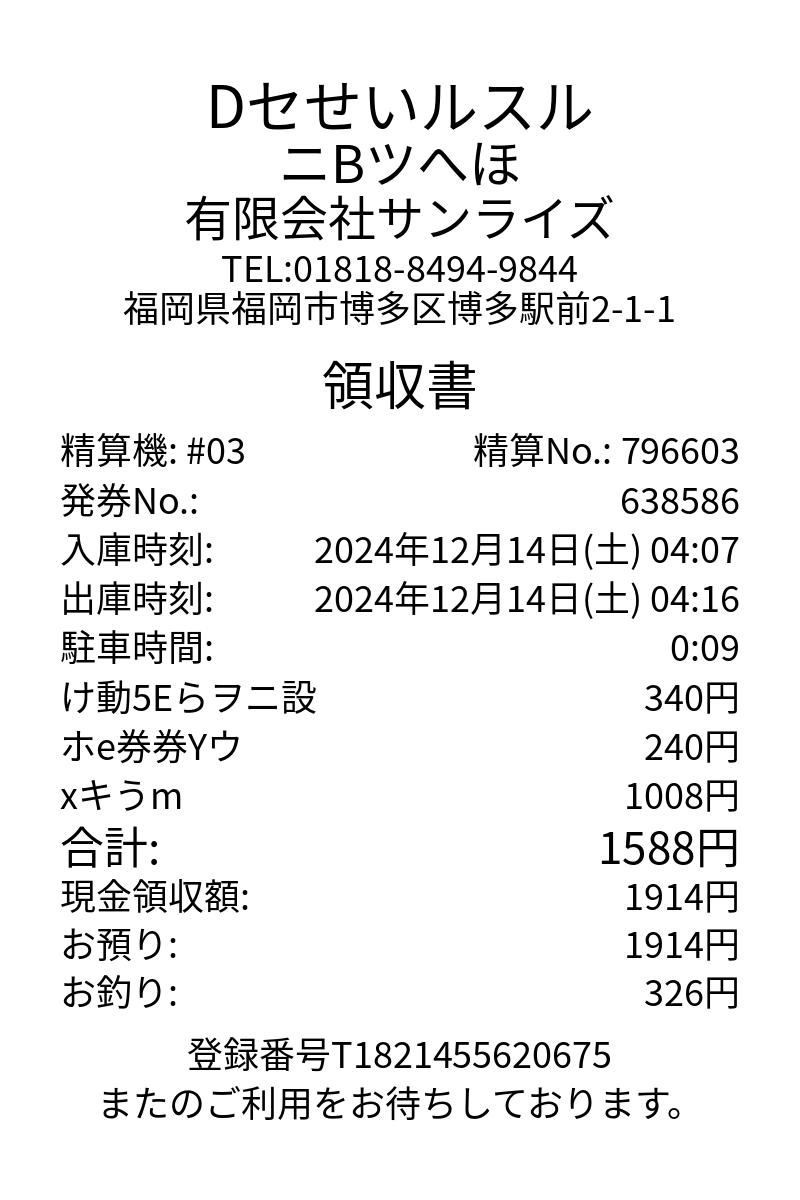 Dセせいルスル
ニBツへほ
有限会社サンライズ
TEL:01818-8494-9844
福岡県福岡市博多区博多駅前2-1-1
領収書
精算機: #03 精算No.: 796603
発券No.: 638586
入庫時刻: 2024年12月14日(土) 04:07
出庫時刻: 2024年12月14日(土) 04:16
駐車時間: 0:09
け動5Eらヲニ設 340円
ホe券券Yウ 240円
xキうm 1008円
合計: 1588円
現金領収額: 1914円
お預り: 1914円
お釣り: 326円
登録番号T1821455620675
またのご利用をお待ちしております。